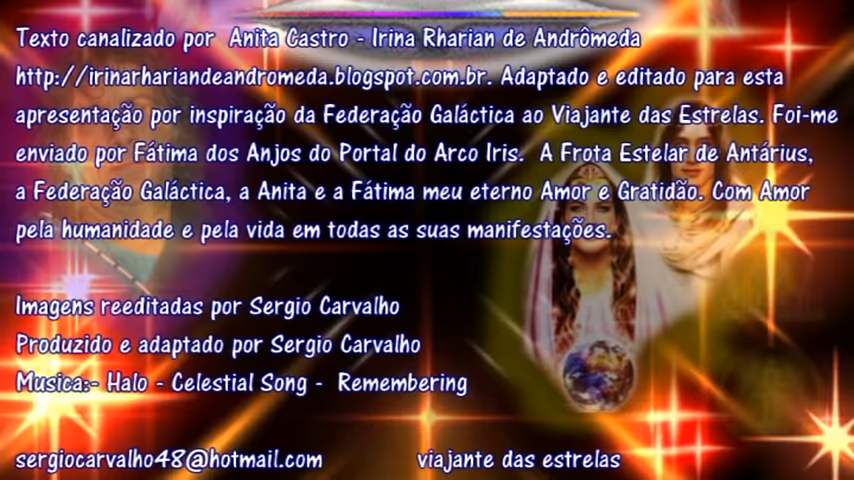 Texto canalizado por Anita Castro - Irina Rharian de Andrômeda
http://irinarhariandeandromeda.blogspot.com.br. Adaptado e editado para esta
apresentação por inspiração da Federação Galáctica ao Viajante das Estrelas. Foi-me
enviado por Fátima dos Anjos do Portal do Arco Iris. A Frota Estelar de Antárius,
a Federação Galáctica, a Anita e a Fátima meu eterno Amor e Gratidão. Com Amor
pela humanidade e pela vida em todas as suas manifestações.
Imagens reeditadas por Sergio Carvalho
Produzido e adaptado por Sergio Carvalho
Musica:- Halo - Celestial Song - Remembering
sergiocarvalho48@hotmail.com viajante das estrelas